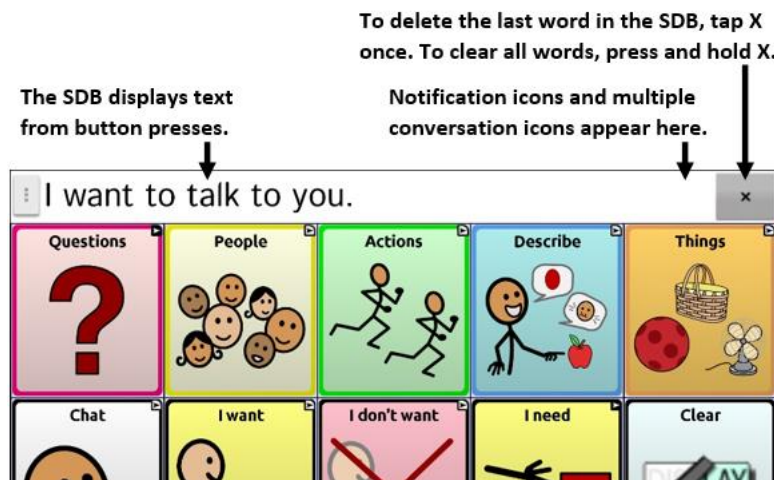 To delete the last word in the SDB, tap X
once. To clear all words, press and hold X.
The SDB displays text
from button presses.
Notification icons and multiple
conversation icons appear here.
I want to talk to you.
x
Questions
People
Actions
Describe
Things
Chat
I want
I don't want
I need
Clear